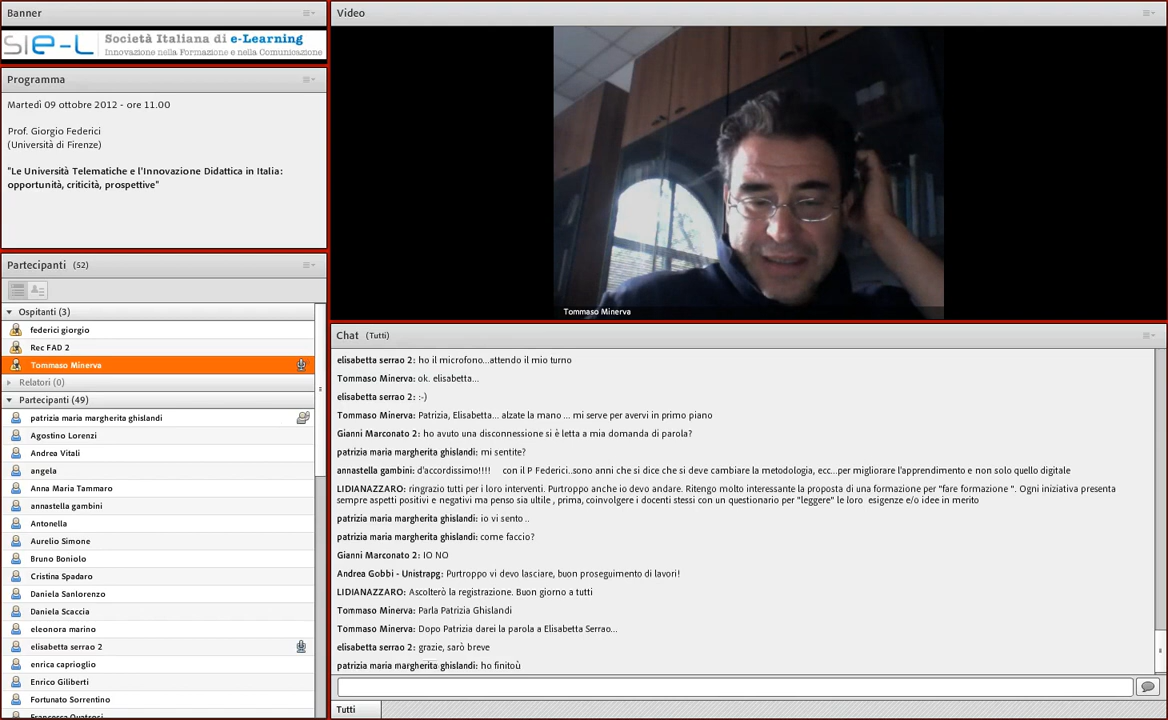 Banner
sie-L Società Italiana di e-Learning
Innovazione nella Formazione e nella Comunicazione
Programma
Martedì 09 ottobre 2012 - ore 11.00
Prof. Giorgio Federici
(Università di Firenze)
"Le Università Telematiche e l'Innovazione Didattica in Italia:
opportunità, criticità, prospettive"
Partecipanti (52)
Ospitanti (3)
federici giorgio
Rec FAD 2
Tommaso Minerva
Relatori (0)
Partecipanti (49)
patrizia maria margherita ghislandi
Agostino Lorenzi
Andrea Vitali
angela
Anna Maria Tammaro
annastella gambini
Antonella
Aurelio Simone
Bruno Boniolo
Cristina Spadaro
Daniela Sanlorenzo
Daniela Scaccia
eleonora marino
elisabetta serrao 2
enrica caprioglio
Enrico Giliberti
Fortunato Sorrentino
Video
Tommaso Minerva
Chat (Tutti)
elisabetta serrao 2: ho il microfono...attendo il mio turno
Tommaso Minerva: ok. elisabetta...
elisabetta serrao 2: :-)
Tommaso Minerva: Patrizia, Elisabetta... alzate la mano ... mi serve per avervi in primo piano
Gianni Marconato 2: ho avuto una disconnessione si è letta a mia domanda di parola?
patrizia maria margherita ghislandi: mi sentite?
annastella gambini: d'accordissimo!!!! con il P Federici..sono anni che si dice che si deve cambiare la metodologia, ecc...per migliorare l'apprendimento e non solo quello digitale
LIDIANAZZARO: ringrazio tutti per i loro interventi. Purtroppo anche io devo andare. Ritengo molto interessante la proposta di una formazione per "fare formazione ". Ogni iniziativa presenta
sempre aspetti positivi e negativi ma penso sia ultile , prima, coinvolgere i docenti stessi con un questionario per "leggere" le loro esigenze e/o idee in merito
patrizia maria margherita ghislandi: io vi sento ..
patrizia maria margherita ghislandi: come faccio?
Gianni Marconato 2: IO NO
Andrea Gobbi - Unistrapg: Purtroppo vi devo lasciare, buon proseguimento di lavori!
LIDIANAZZARO: Ascolterò la registrazione. Buon giorno a tutti
Tommaso Minerva: Parla Patrizia Ghislandi
Tommaso Minerva: Dopo Patrizia darei la parola a Elisabetta Serrao...
elisabetta serrao 2: grazie, sarò breve
patrizia maria margherita ghislandi: ho finitoù
Tutti